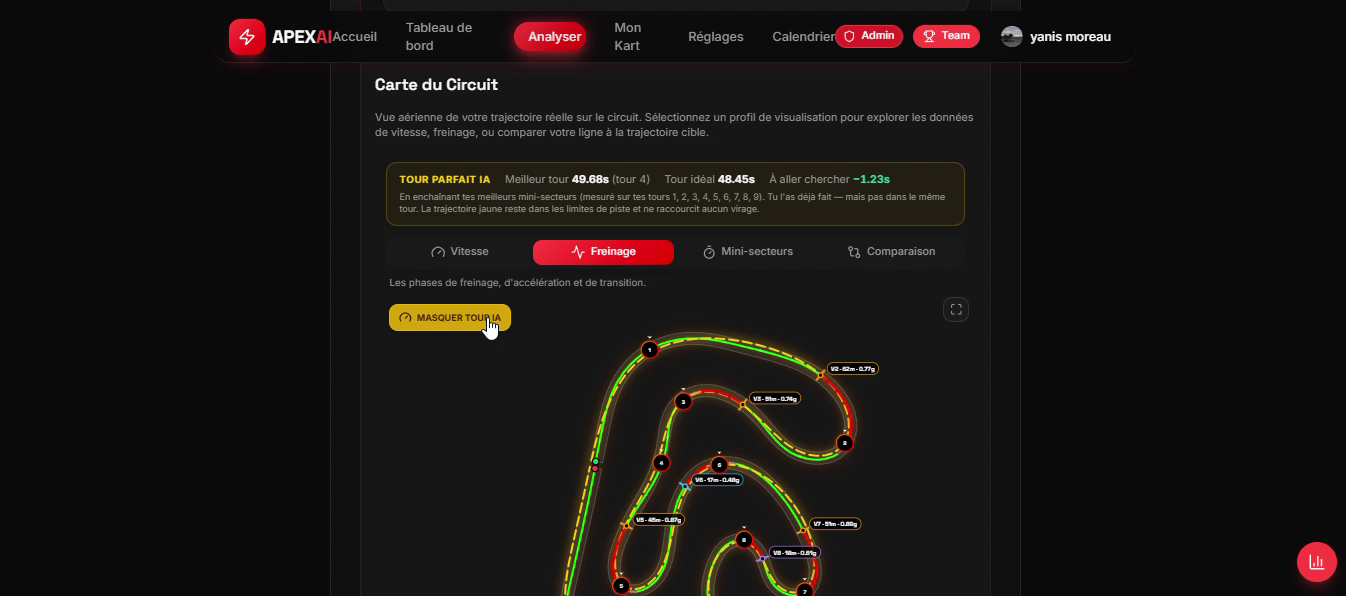 APEXAI
Accueil
Tableau de bord
Analyser
Mon Kart
Réglages
Calendrier
Admin
Team
yanis moreau
Carte du Circuit
Vue aérienne de votre trajectoire réelle sur le circuit. Sélectionnez un profil de visualisation pour explorer les données
de vitesse, freinage, ou comparer votre ligne à la trajectoire cible.
TOUR PARFAIT IA Meilleur tour 49.68s (tour 4) Tour idéal 48.45s À aller chercher −1.23s
En enchaînant tes meilleurs mini-secteurs (mesuré sur tes tours 1, 2, 3, 4, 5, 6, 7, 8, 9). Tu l'as déjà fait — mais pas dans le même
tour. La trajectoire jaune reste dans les limites de piste et ne raccourcit aucun virage.
Vitesse
Freinage
Mini-secteurs
Comparaison
Les phases de freinage, d'accélération et de transition.
MASQUER TOUR IA
1
V2 - 62m - 0.77g
3
V3 - 51m - 0.74g
2
4
6
V6 - 17m - 0.46g
V5 - 45m - 0.87g
V7 - 51m - 0.89g
8
V8 - 18m - 0.61g
5
7